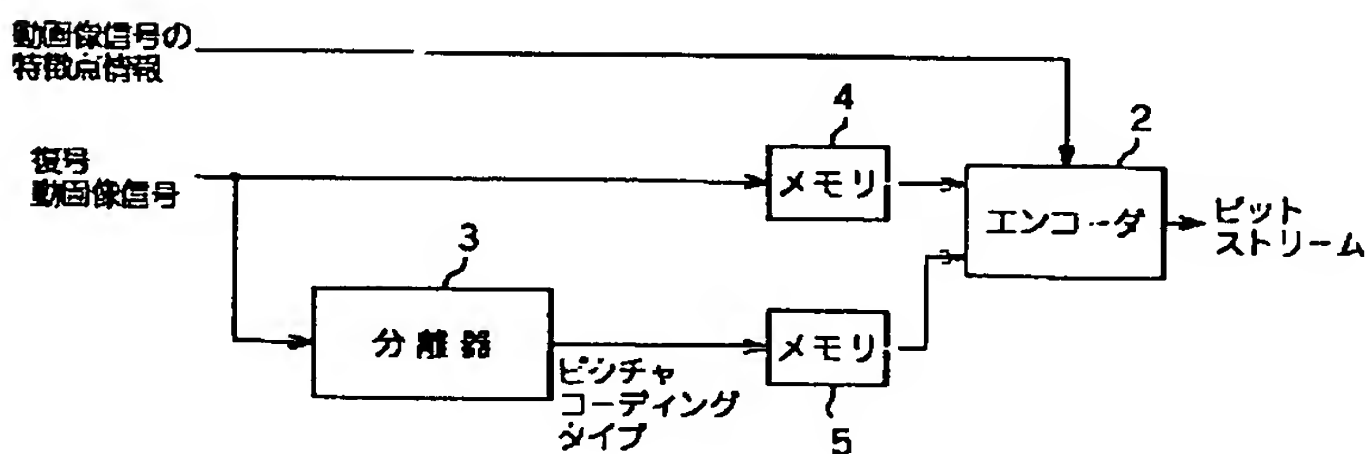 動画像信号の
特徴点情報
復号
動画像信号
4
メモリ
2
エンコーダ
ビット
ストリーム
3
分離器
ピクチャ
コーディング
タイプ
メモリ
5